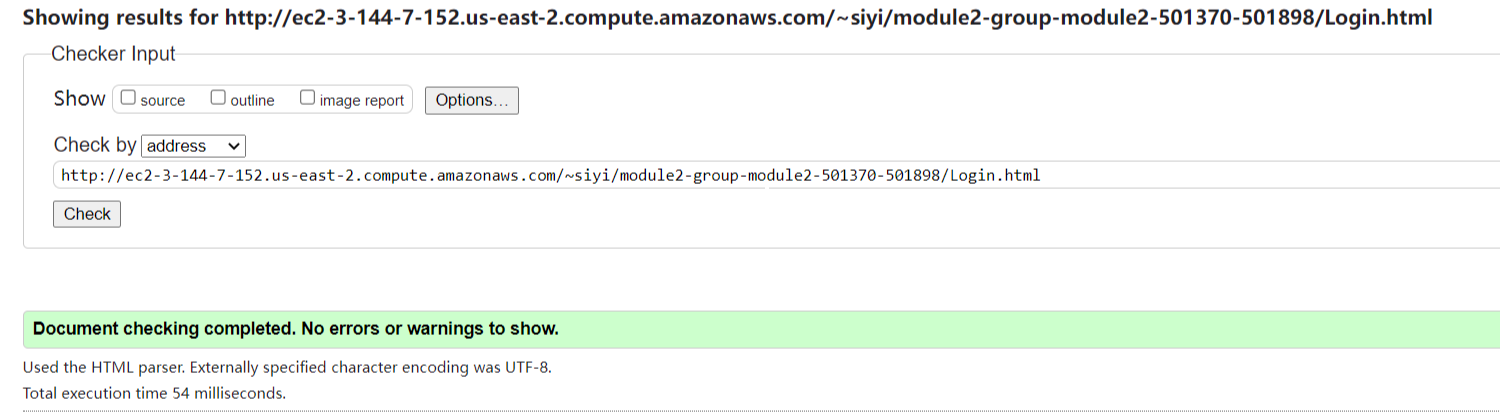 Showing results for http://ec2-3-144-7-152.us-east-2.compute.amazonaws.com/~siyi/module2-group-module2-501370-501898/Login.html
Checker Input
Show source outline image report Options...
Check by address
http://ec2-3-144-7-152.us-east-2.compute.amazonaws.com/~siyi/module2-group-module2-501370-501898/Login.html
Check
Document checking completed. No errors or warnings to show.
Used the HTML parser. Externally specified character encoding was UTF-8.
Total execution time 54 milliseconds.